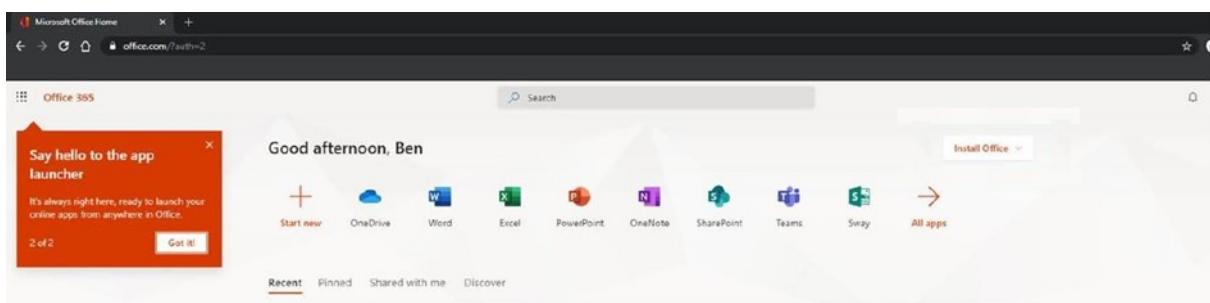 Microsoft Office Home
office.com/?auth=2
Office 365
Search
Say hello to the app
launcher
It's always right here, ready to launch your
online apps from anywhere in Office.
2 of 2
Got it!
Good afternoon, Ben
Install Office
Start new OneDrive Word Excel PowerPoint OneNote SharePoint Teams Sway All apps
Recent Pinned Shared with me Discover